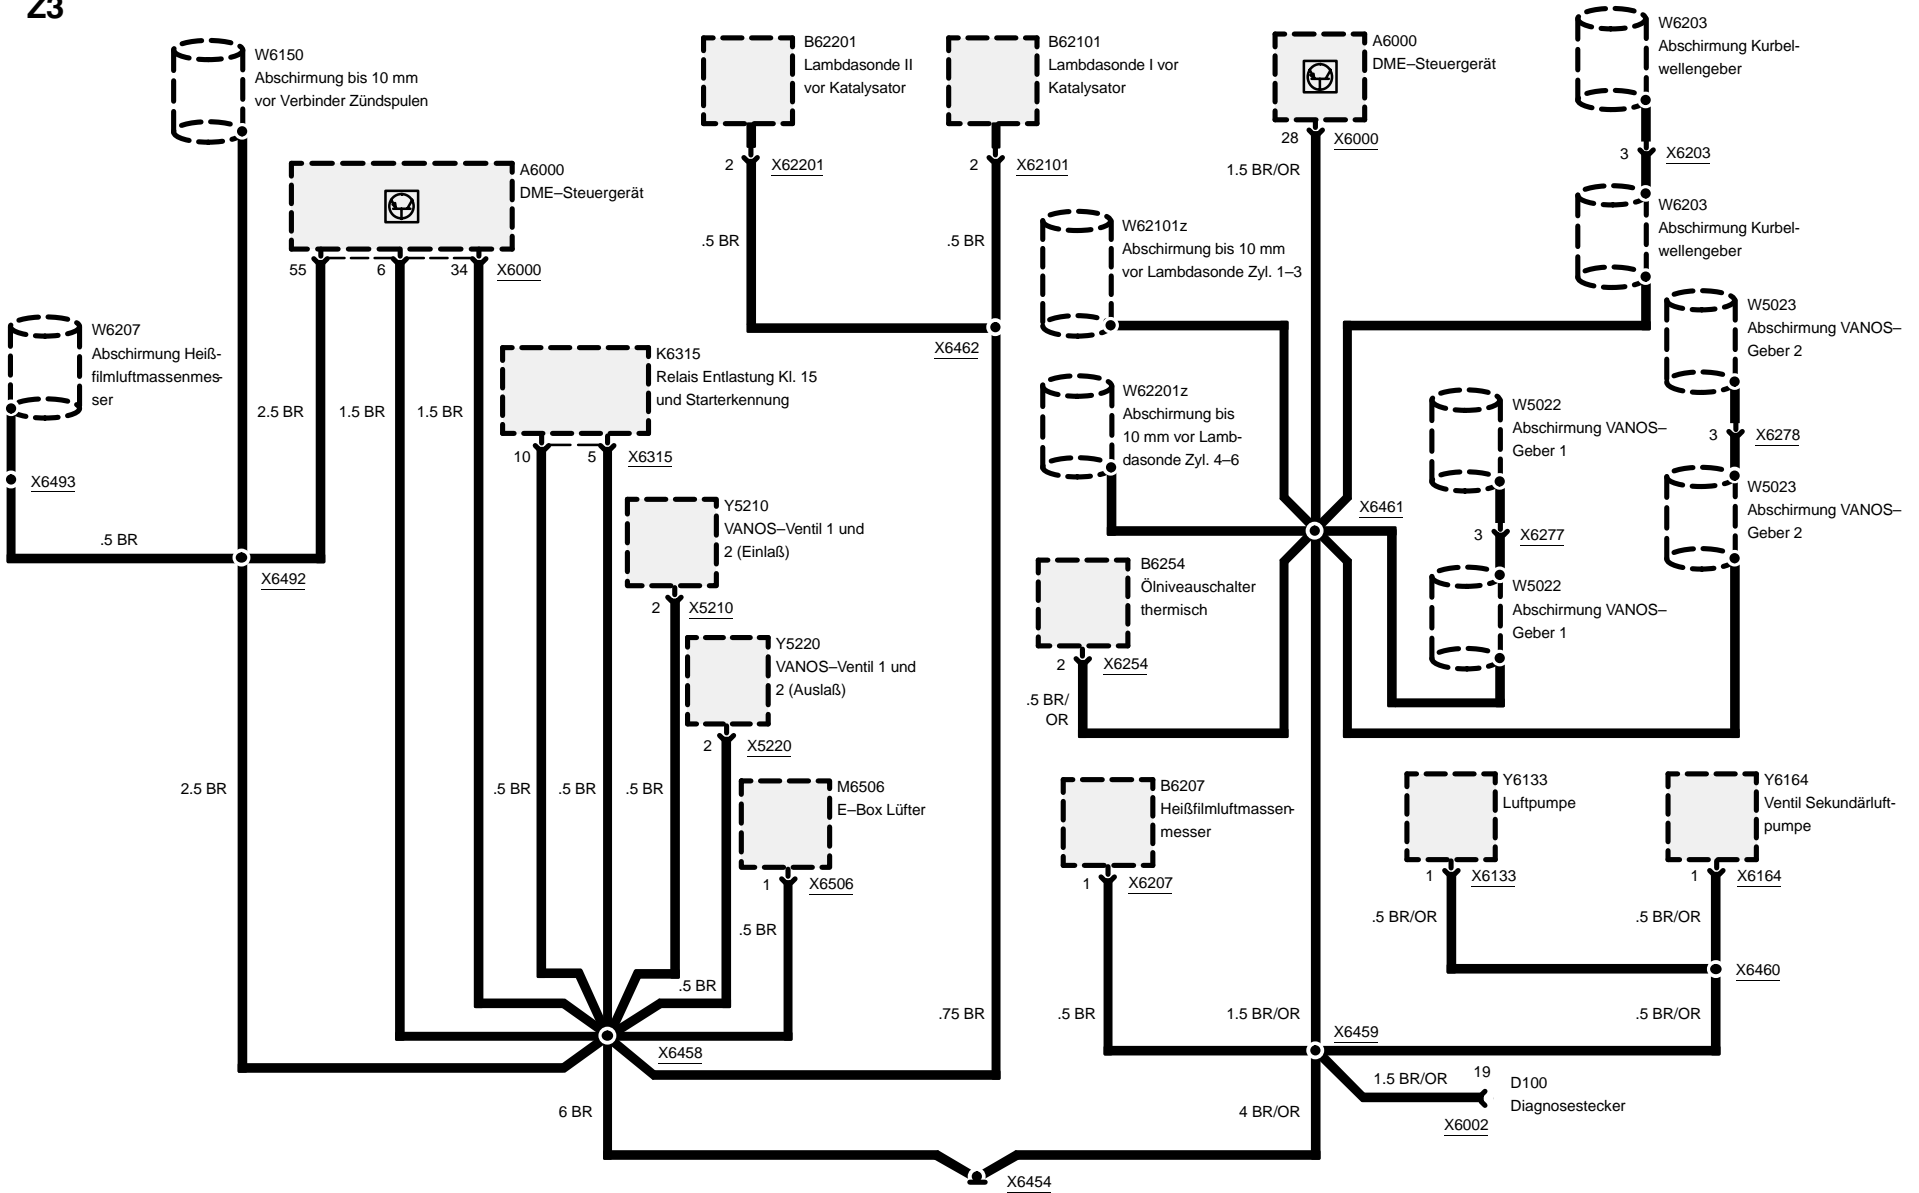 Z3
W6150
Abschirmung bis 10 mm
vor Verbinder Zündspulen
B62201
Lambdasonde II
vor Katalysator
2
X62201
.5 BR
B62101
Lambdasonde I vor
Katalysator
2
X62101
.5 BR
X6462
A6000
DME–Steuergerät
28
X6000
1.5 BR/OR
W6203
Abschirmung Kurbel-
wellengeber
3
X6203
W6203
Abschirmung Kurbel-
wellengeber
A6000
DME–Steuergerät
55
6
34
X6000
2.5 BR
1.5 BR
1.5 BR
W6207
Abschirmung Heiß-
filmluftmassenmes-
ser
X6493
.5 BR
X6492
2.5 BR
K6315
Relais Entlastung Kl. 15
und Starterkennung
10
5
X6315
.5 BR
.5 BR
.5 BR
Y5210
VANOS–Ventil 1 und
2 (Einlaß)
2
X5210
Y5220
VANOS–Ventil 1 und
2 (Auslaß)
2
X5220
.5 BR
M6506
E–Box Lüfter
1
X6506
.5 BR
W62101z
Abschirmung bis 10 mm
vor Lambdasonde Zyl. 1–3
W62201z
Abschirmung bis
10 mm vor Lamb-
dasonde Zyl. 4–6
X6461
W5022
Abschirmung VANOS–
Geber 1
3
X6277
W5022
Abschirmung VANOS–
Geber 1
W5023
Abschirmung VANOS–
Geber 2
3
X6278
W5023
Abschirmung VANOS–
Geber 2
B6254
Ölniveauschalter
thermisch
2
X6254
.5 BR/
OR
B6207
Heißfilmluftmassen-
messer
1
X6207
.5 BR
Y6133
Luftpumpe
1
X6133
.5 BR/OR
Y6164
Ventil Sekundärluft-
pumpe
1
X6164
.5 BR/OR
X6460
.5 BR/OR
.75 BR
1.5 BR/OR
X6459
X6458
6 BR
4 BR/OR
1.5 BR/OR
19
D100
Diagnosestecker
X6002
X6454